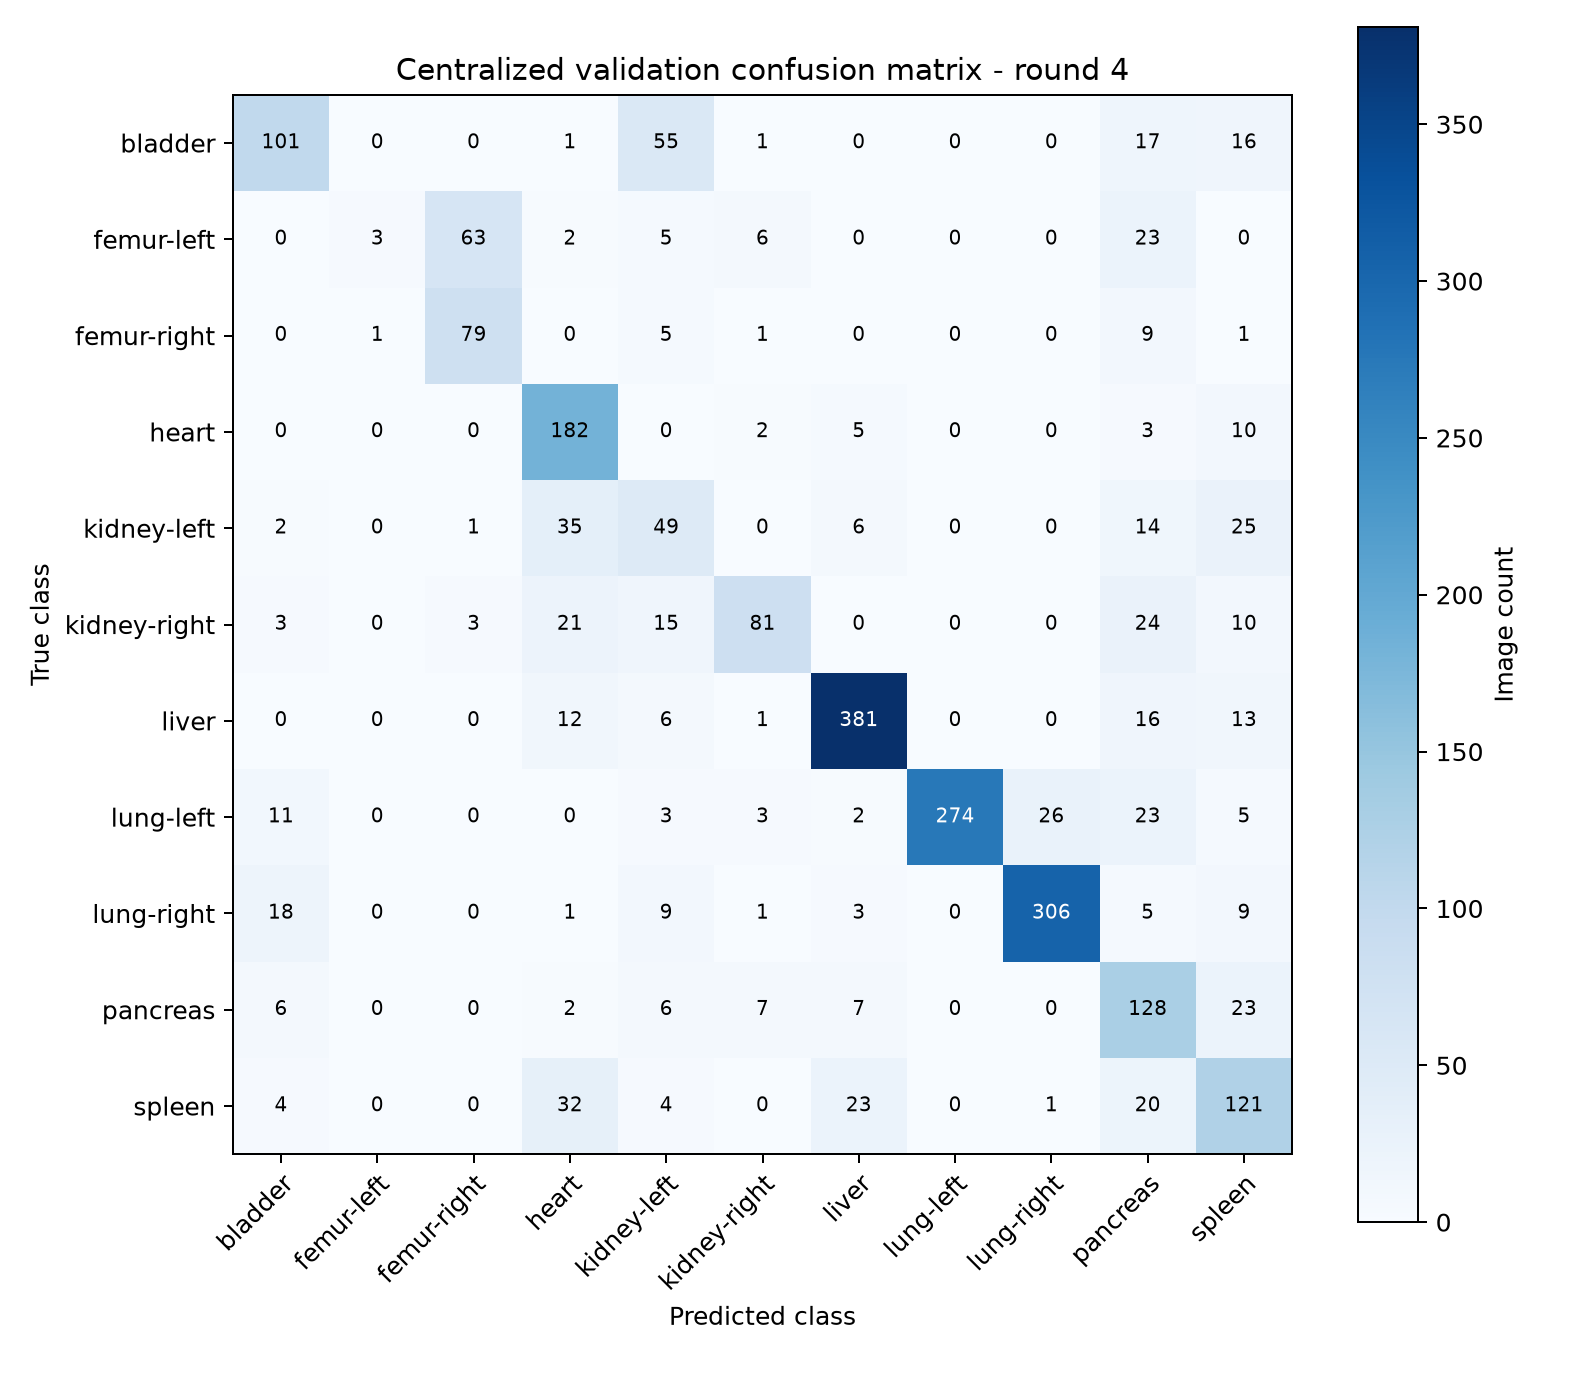 Centralized validation confusion matrix - round 4
bladder 101 0 0 1 55 1 0 0 0 17 16
femur-left 0 3 63 2 5 6 0 0 0 23 0
femur-right 0 1 79 0 5 1 0 0 0 9 1
heart 0 0 0 182 0 2 5 0 0 3 10
kidney-left 2 0 1 35 49 0 6 0 0 14 25
kidney-right 3 0 3 21 15 81 0 0 0 24 10
liver 0 0 0 12 6 1 381 0 0 16 13
lung-left 11 0 0 0 3 3 2 274 26 23 5
lung-right 18 0 0 1 9 1 3 0 306 5 9
pancreas 6 0 0 2 6 7 7 0 0 128 23
spleen 4 0 0 32 4 0 23 0 1 20 121
bladder femur-left femur-right heart kidney-left kidney-right liver lung-left lung-right pancreas spleen
Predicted class
True class
350
300
250
200
150
100
50
0
Image count